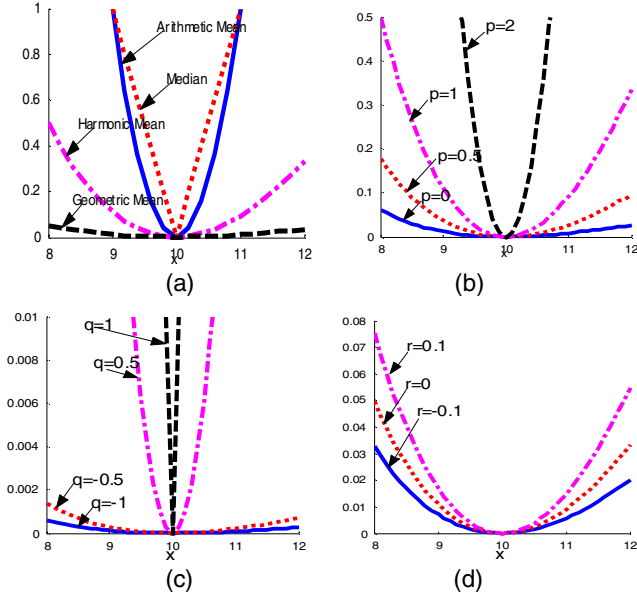 1
0.8
0.6
0.4
0.2
0
8
9
10
11
12
x
Arithmetic Mean
Median
Harmonic Mean
Geometric Mean
(a)
0.5
0.4
0.3
0.2
0.1
0
8
9
10
11
12
p=2
p=1
p=0.5
p=0
(b)
0.01
0.008
0.006
0.004
0.002
0
8
9
10
11
12
x
q=1
q=0.5
q=-0.5
q=-1
(c)
0.08
0.07
0.06
0.05
0.04
0.03
0.02
0.01
0
8
9
10
11
12
x
r=0.1
r=0
r=-0.1
(d)